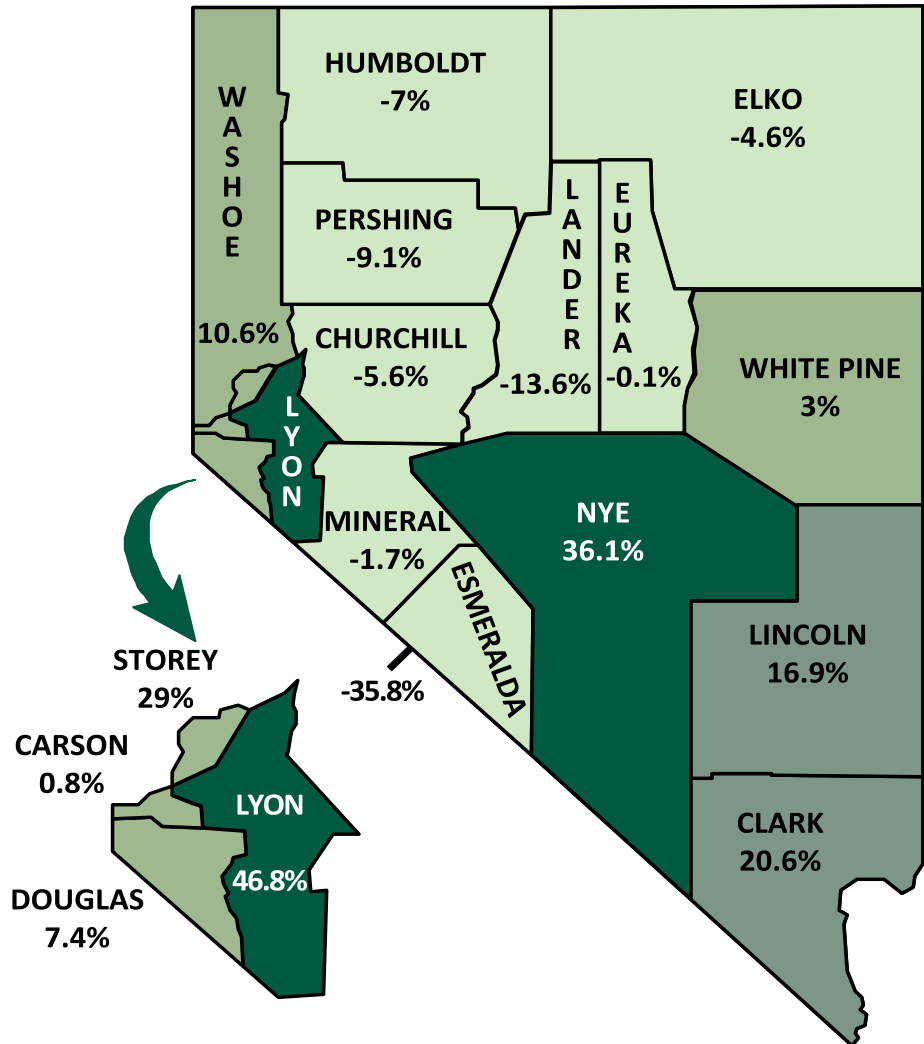 HUMBOLDT
-7%
ELKO
-4.6%
WASHOE
10.6%
PERSHING
-9.1%
LANDER
-13.6%
EUREKA
-0.1%
CHURCHILL
-5.6%
WHITE PINE
3%
LYON
MINERAL
-1.7%
NYE
36.1%
ESMERALDA
-35.8%
LINCOLN
16.9%
CLARK
20.6%
STOREY
29%
CARSON
0.8%
LYON
46.8%
DOUGLAS
7.4%